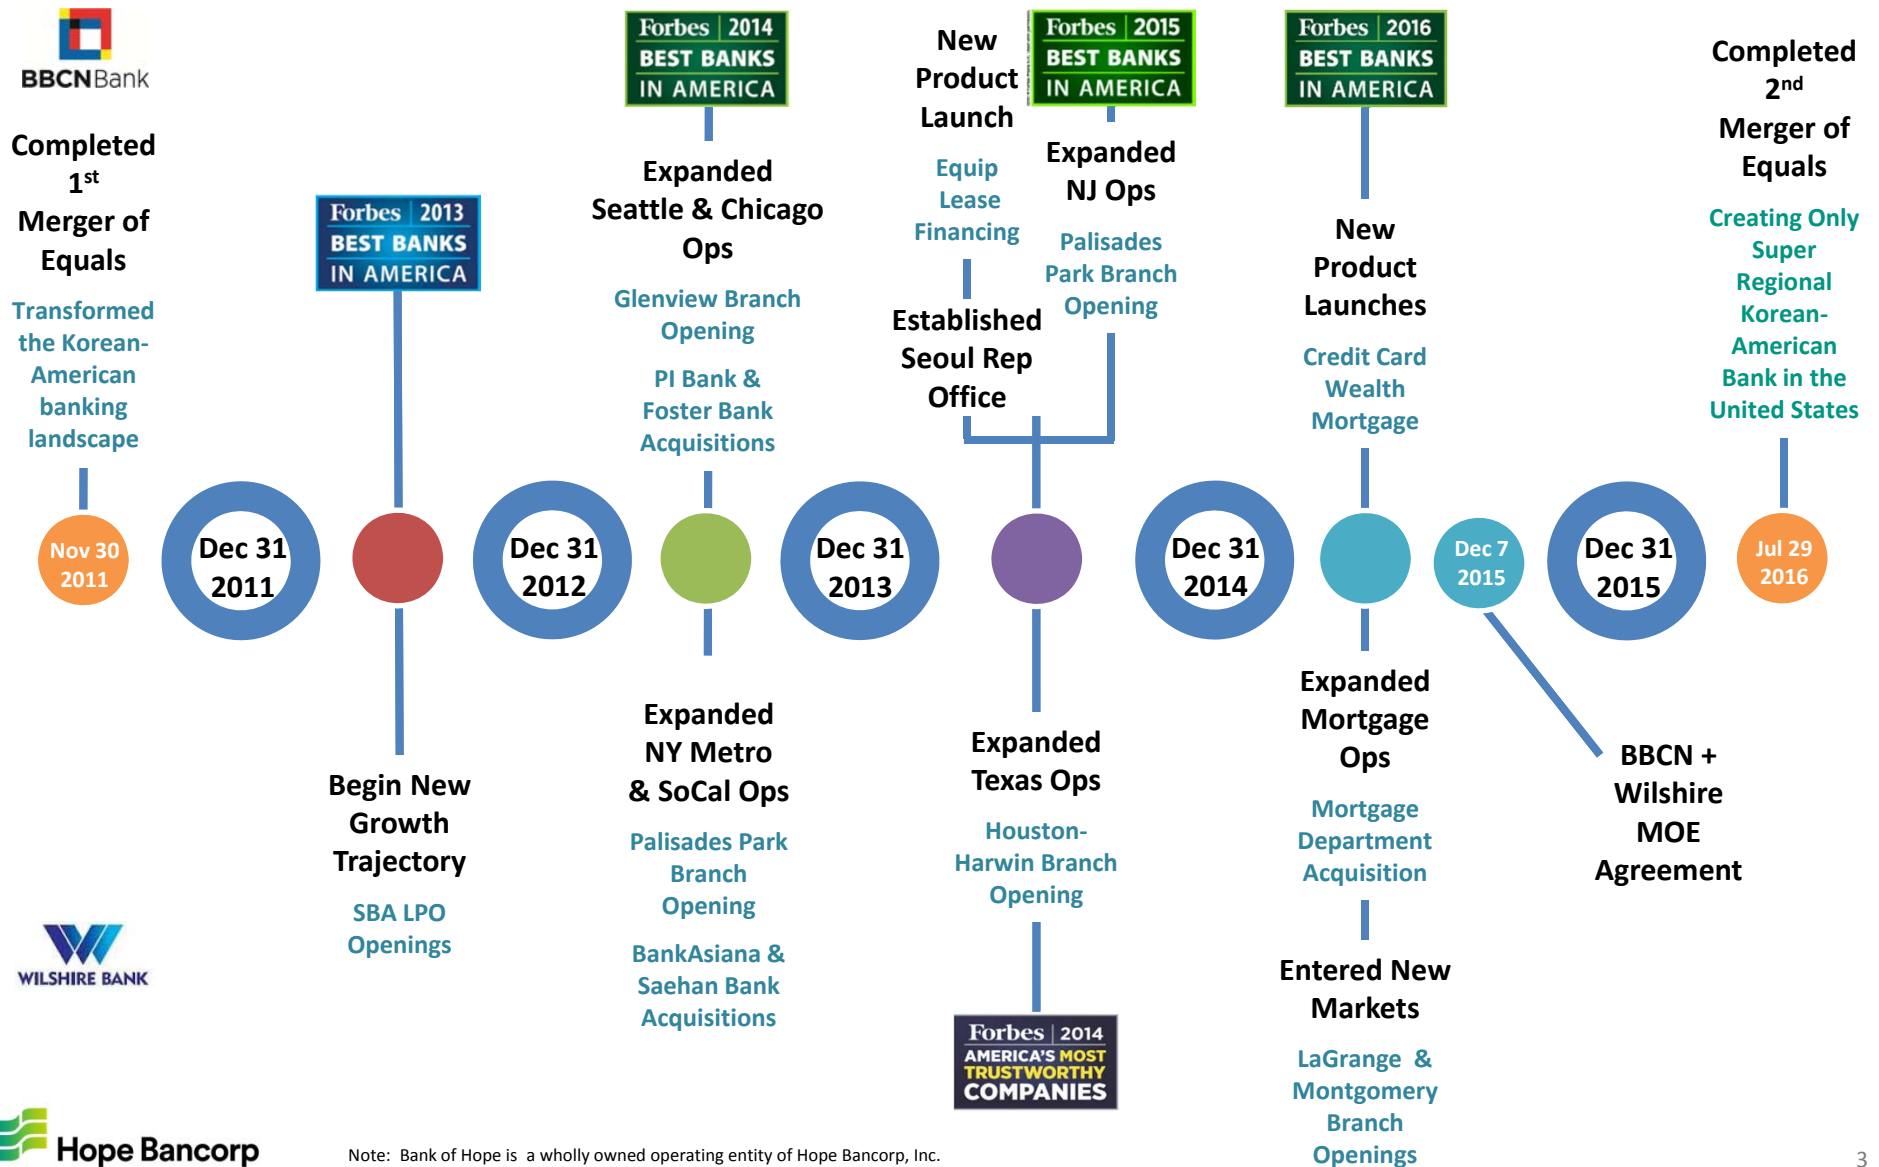 BBCN Bank
Completed
1st
Merger of
Equals
Transformed
the Korean-
American
banking
landscape
Nov 30
2011
Dec 31
2011
Forbes 2013
BEST BANKS
IN AMERICA
Begin New
Growth
Trajectory
SBA LPO
Openings
Dec 31
2012
Forbes 2014
BEST BANKS
IN AMERICA
Expanded
Seattle & Chicago
Ops
Glenview Branch
Opening
PI Bank &
Foster Bank
Acquisitions
Expanded
NY Metro
& SoCal Ops
Palisades Park
Branch
Opening
BankAsiana &
Saehan Bank
Acquisitions
Dec 31
2013
New
Product
Launch
Equip
Lease
Financing
Established
Seoul Rep
Office
Forbes 2015
BEST BANKS
IN AMERICA
Expanded
NJ Ops
Palisades
Park Branch
Opening
Expanded
Texas Ops
Houston-
Harwin Branch
Opening
Forbes 2014
AMERICA'S MOST
TRUSTWORTHY
COMPANIES
Dec 31
2014
Forbes 2016
BEST BANKS
IN AMERICA
New
Product
Launches
Credit Card
Wealth
Mortgage
Expanded
Mortgage
Ops
Mortgage
Department
Acquisition
Entered New
Markets
LaGrange &
Montgomery
Branch
Openings
Dec 7
2015
BBCN +
Wilshire
MOE
Agreement
Dec 31
2015
Completed
2nd
Merger of
Equals
Creating Only
Super
Regional
Korean-
American
Bank in the
United States
Jul 29
2016
WILSHIRE BANK
Hope Bancorp
Note: Bank of Hope is a wholly owned operating entity of Hope Bancorp, Inc.
3